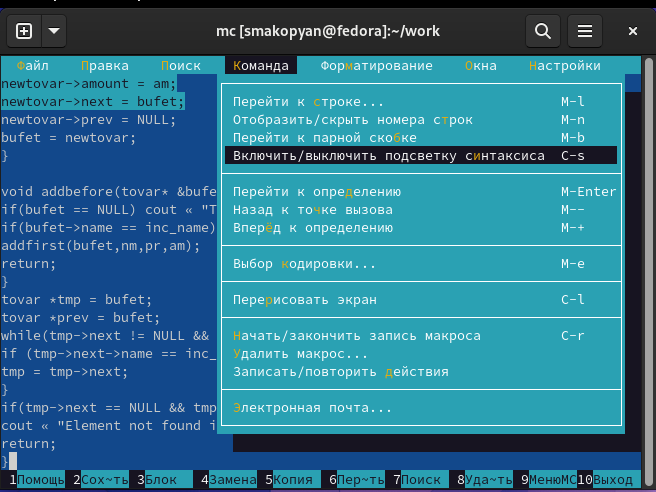 mc [smakopyan@fedora]:~/work
Файл Правка Поиск Команда Форматирование Окна Настройки
newtovar->amount = am;
newtovar->next = bufet;
newtovar->prev = NULL;
bufet = newtovar;
}
void addbefore(tovar* &bufe
if(bufet == NULL) cout « "T
if(bufet->name == inc_name)
addfirst(bufet,nm,pr,am);
return;
}
tovar *tmp = bufet;
tovar *prev = bufet;
while(tmp->next != NULL &&
if (tmp->next->name == inc_
tmp = tmp->next;
}
if(tmp->next == NULL && tmp
cout « "Element not found i
return;
}
Перейти к строке... M-l
Отобразить/скрыть номера строк M-n
Перейти к парной скобке M-b
Включить/выключить подсветку синтаксиса C-s
Перейти к определению M-Enter
Назад к точке вызова M--
Вперёд к определению M-+
Выбор кодировки... M-e
Перерисовать экран C-l
Начать/закончить запись макроса C-r
Удалить макрос...
Записать/повторить действия
Электронная почта...
1Помощь 2Сох~ть 3Блок 4Замена 5Копия 6Пер~ть 7Поиск 8Уда~ть 9МенюMC 10Выход